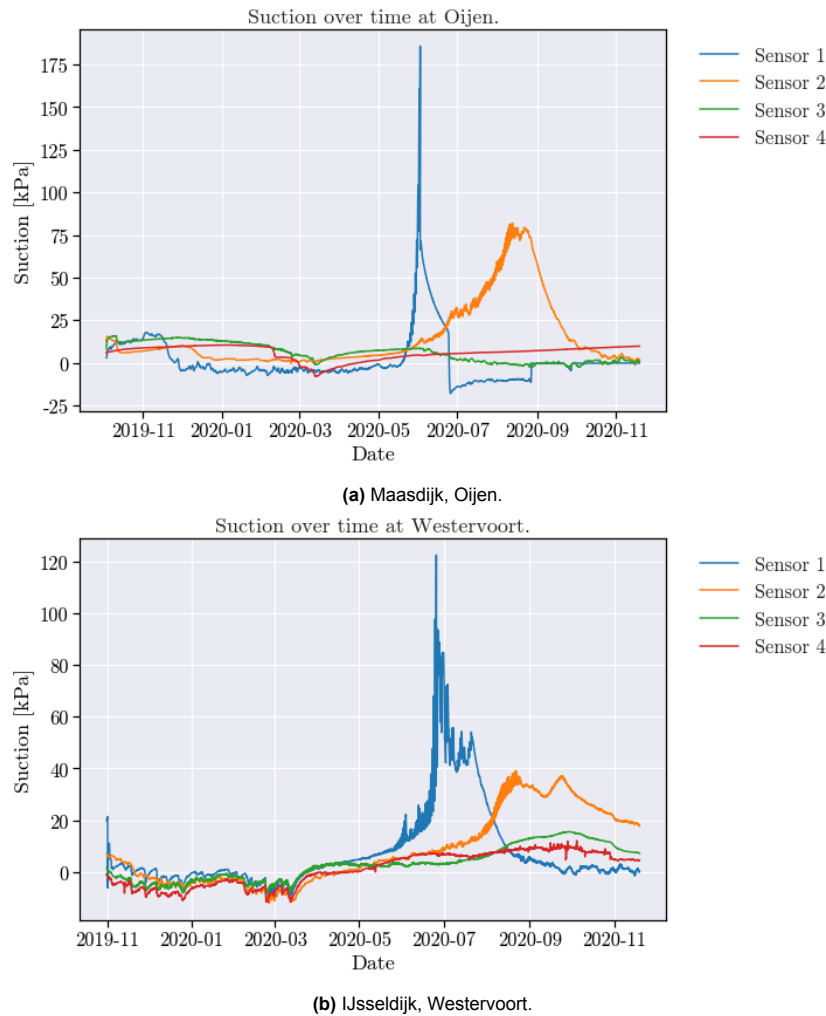 Suction over time at Oijen.
175
150
125
100
75
50
25
0
-25
Suction [kPa]
2019-11 2020-01 2020-03 2020-05 2020-07 2020-09 2020-11
Date
Sensor 1
Sensor 2
Sensor 3
Sensor 4
(a) Maasdijk, Oijen.
Suction over time at Westervoort.
120
100
80
60
40
20
0
Suction [kPa]
2019-11 2020-01 2020-03 2020-05 2020-07 2020-09 2020-11
Date
Sensor 1
Sensor 2
Sensor 3
Sensor 4
(b) IJsseldijk, Westervoort.